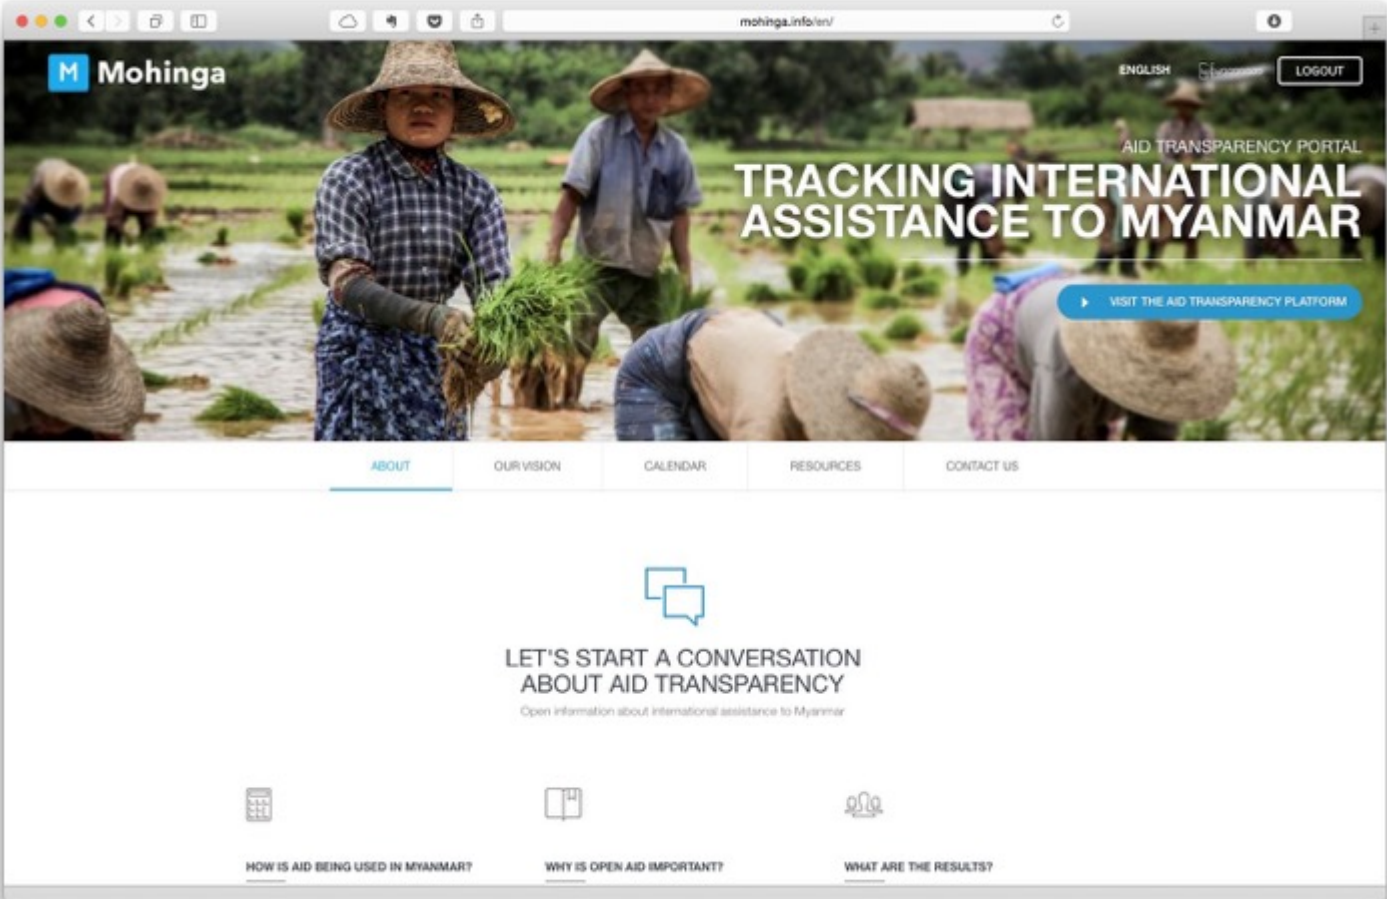 mohinga.info/en/
M Mohinga
ENGLISH
LOGOUT
AID TRANSPARENCY PORTAL
TRACKING INTERNATIONAL
ASSISTANCE TO MYANMAR
VISIT THE AID TRANSPARENCY PLATFORM
ABOUT
OUR VISION
CALENDAR
RESOURCES
CONTACT US
LET'S START A CONVERSATION
ABOUT AID TRANSPARENCY
Open information about international assistance to Myanmar
HOW IS AID BEING USED IN MYANMAR?
WHY IS OPEN AID IMPORTANT?
WHAT ARE THE RESULTS?